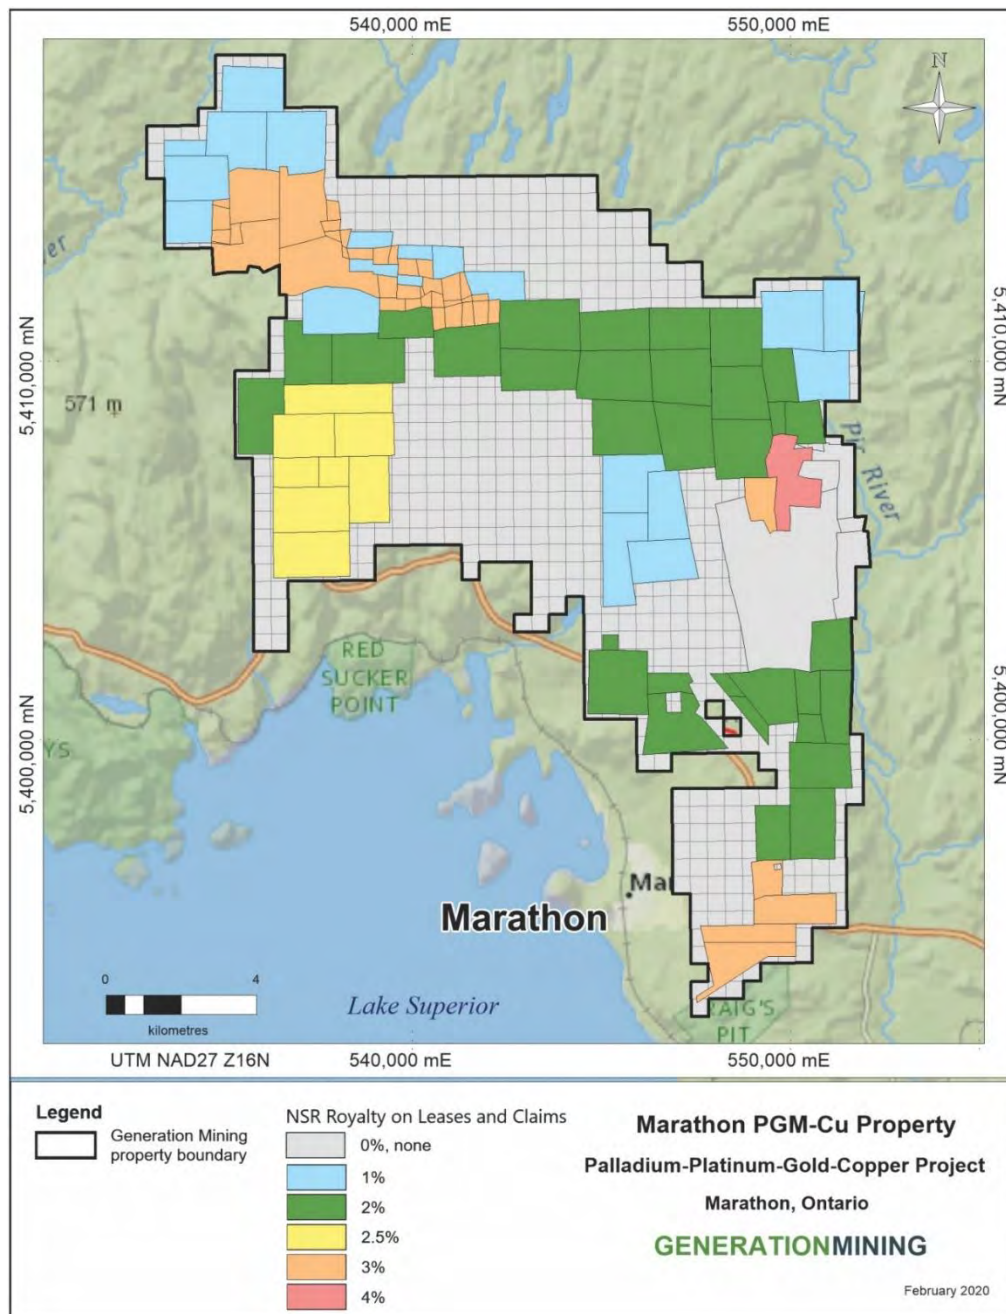 540,000 mE
550,000 mE
N
5,410,000 mN
5,410,000 mN
571 m
Pic River
RED
SUCKER
POINT
5,400,000 mN
5,400,000 mN
Marathon
0
4
kilometres
Lake Superior
PIT
UTM NAD27 Z16N
540,000 mE
550,000 mE
Legend
Generation Mining
property boundary
NSR Royalty on Leases and Claims
0%, none
1%
2%
2.5%
3%
4%
Marathon PGM-Cu Property
Palladium-Platinum-Gold-Copper Project
Marathon, Ontario
GENERATIONMINING
February 2020